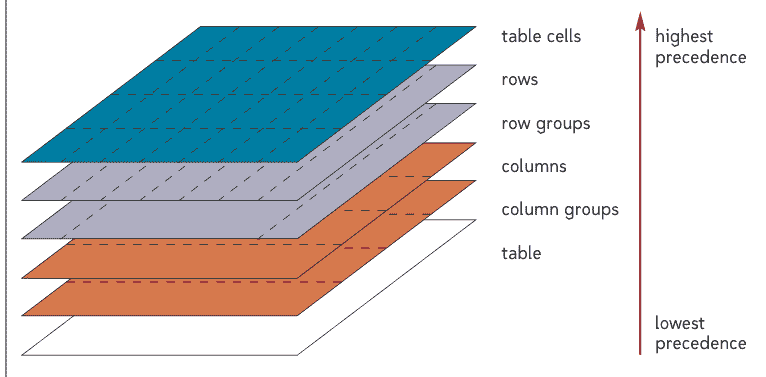 table cells
rows
row groups
columns
column groups
table
highest
precedence
lowest
precedence